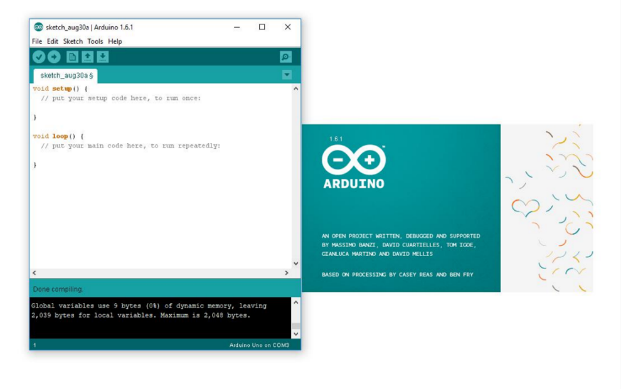 sketch_aug30a | Arduino 1.6.1
File Edit Sketch Tools Help
sketch_aug30a §
void setup() {
// put your setup code here, to run once:
}
void loop() {
// put your main code here, to run repeatedly:
}
Done compiling.
Global variables use 9 bytes (0%) of dynamic memory, leaving
2,039 bytes for local variables. Maximum is 2,048 bytes.
1
Arduino Uno on COM3
1.6.1
ARDUINO
AN OPEN PROJECT WRITTEN, DEBUGGED AND SUPPORTED
BY MASSIMO BANZI, DAVID CUARTIELLES, TOM IGOE,
GIANLUCA MARTINO AND DAVID MELLIS
BASED ON PROCESSING BY CASEY REAS AND BEN FRY